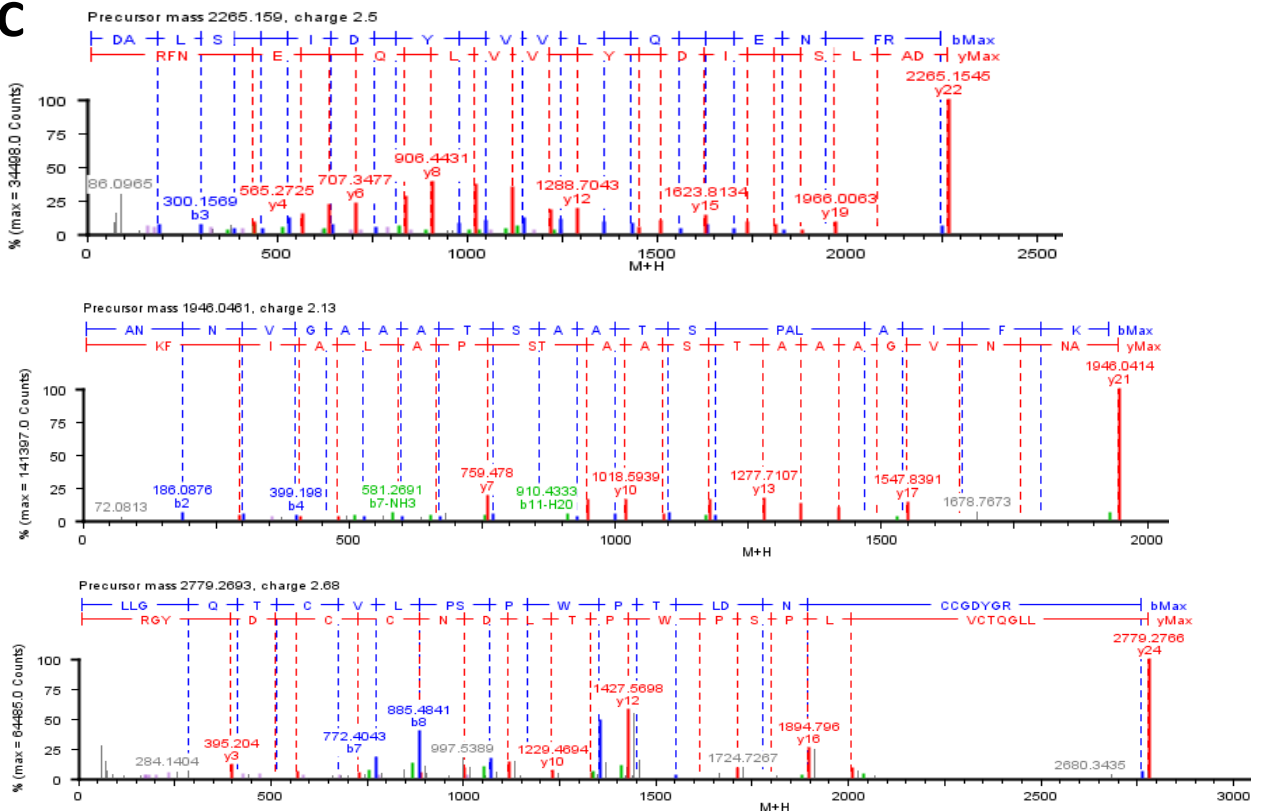 C
Precursor mass 2265.159, charge 2.5
DA L S I D Y V V L Q E N FR bMax
RFN E Q L V V Y D I S L AD yMax
2265.1545
y22
% (max = 34498.0 Counts)
100
75
50
25
0
86.0965
300.1569
b3
565.2725
y4
707.3477
y6
906.4431
y8
1288.7043
y12
1623.8134
y15
1966.0063
y19
0 500 1000 1500 2000 2500
M+H
Precursor mass 1946.0461, charge 2.13
AN N V G A A A T S A A T S PAL A I F K bMax
KF I A L A P ST A A S T A A A G V N NA yMax
1946.0414
y21
% (max = 141397.0 Counts)
100
75
50
25
0
72.0813
186.0876
b2
399.198
b4
581.2691
b7-NH3
759.478
y7
910.4333
b11-H20
1018.5939
y10
1277.7107
y13
1547.8391
y17
1678.7673
0 500 1000 1500 2000
M+H
Precursor mass 2779.2693, charge 2.68
LLG Q T C V L PS P W P T LD N CCGDYGR bMax
RGY D C C N D L T P W P S P L VCTQGLL yMax
2779.2766
y24
% (max = 64485.0 Counts)
100
75
50
25
0
284.1404
395.204
y3
772.4043
b7
885.4841
b8
997.5389
1229.4694
y10
1427.5698
y12
1724.7267
1894.796
y16
2680.3435
0 500 1000 1500 2000 2500 3000
M+H